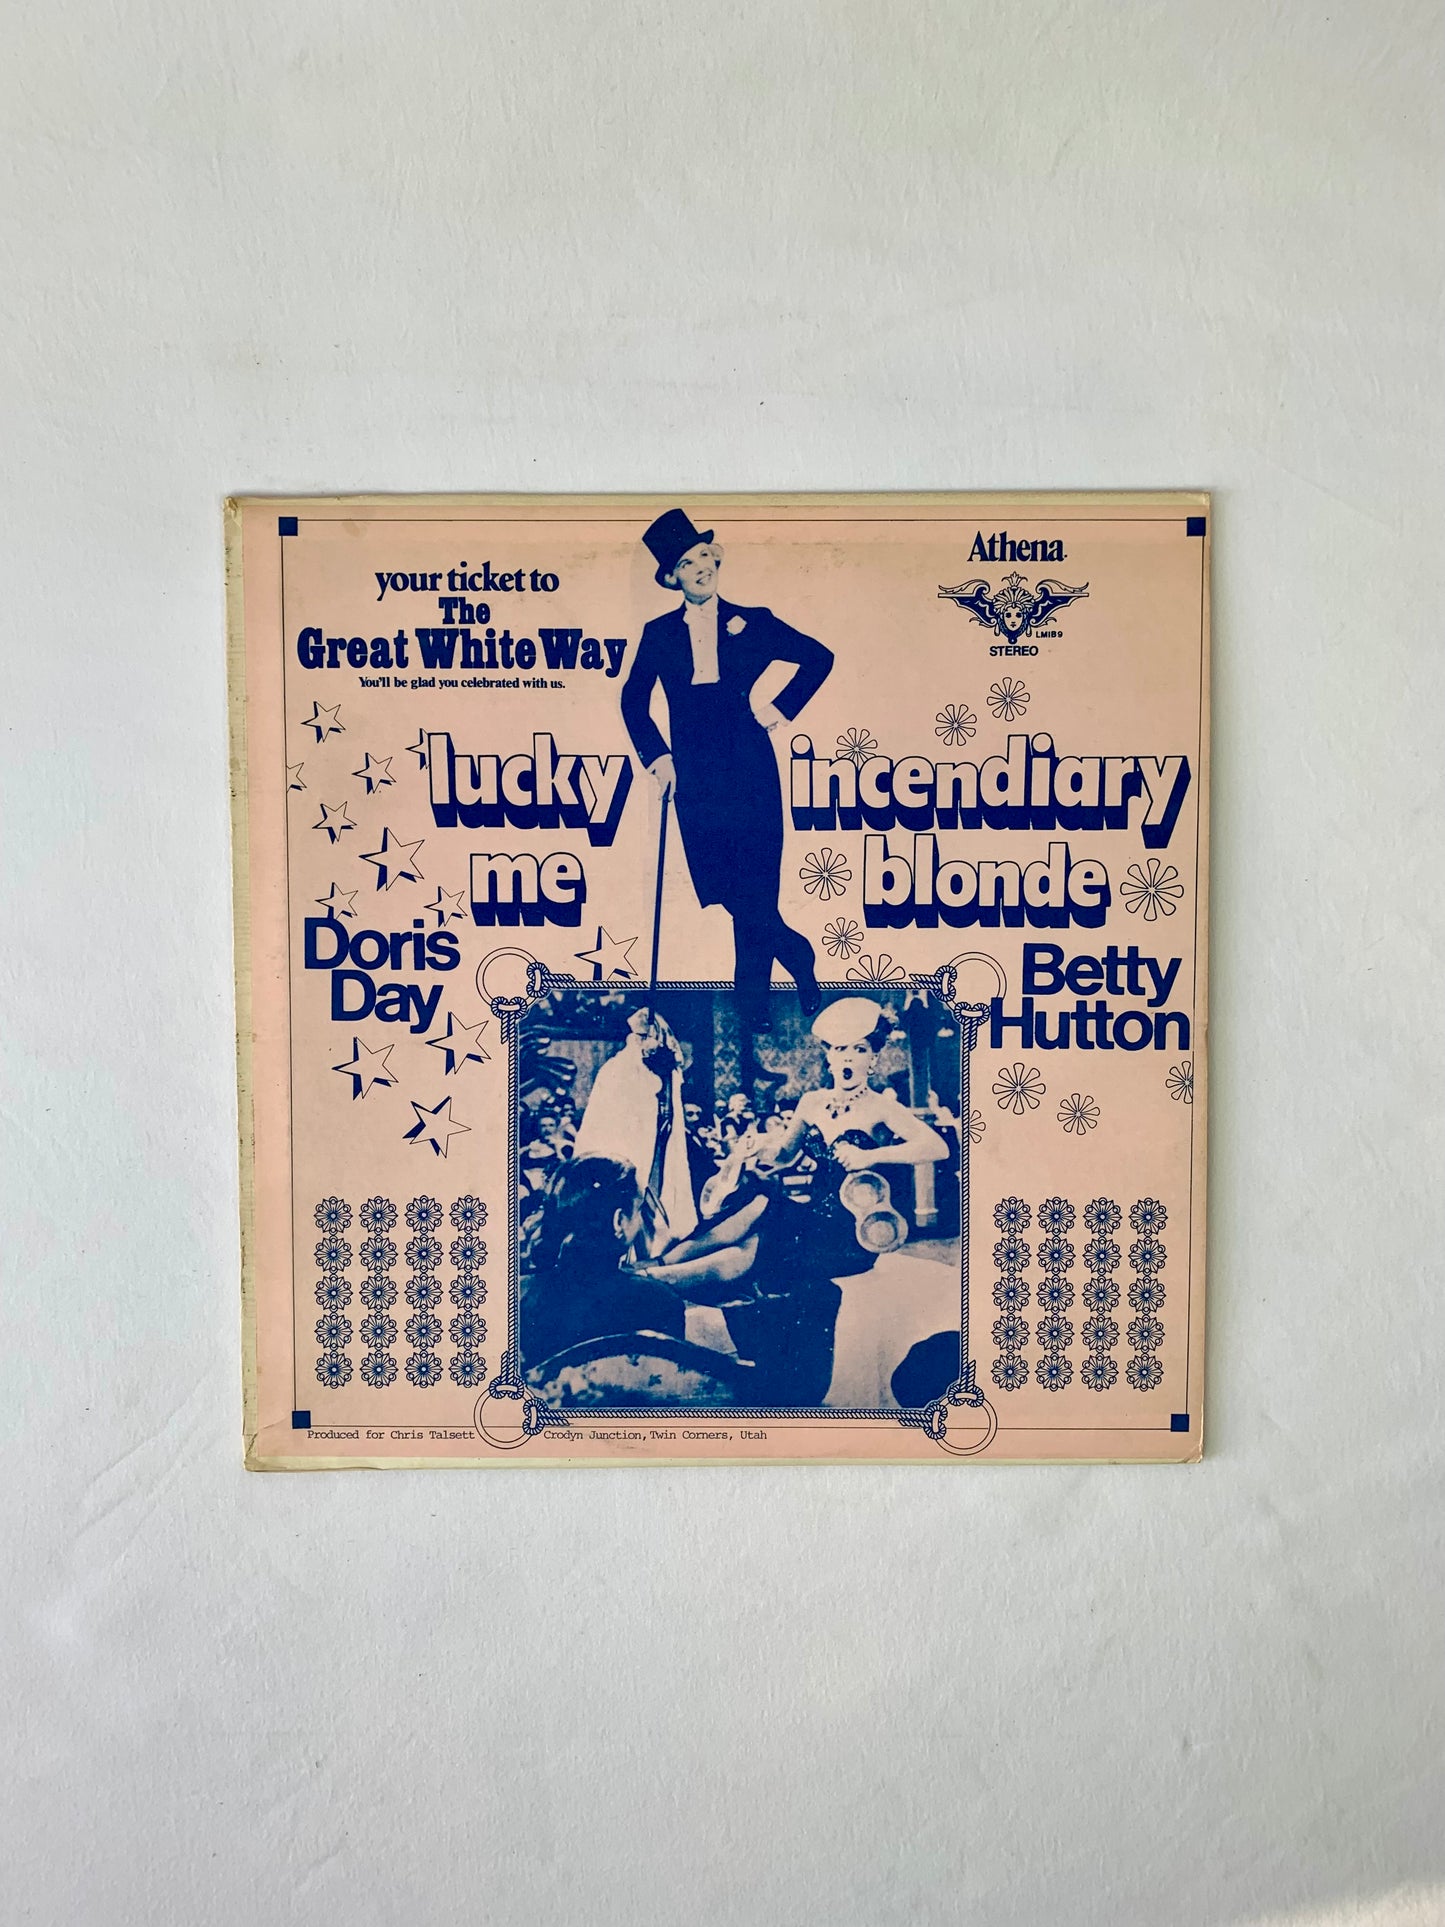 your ticket to
The
Great White Way
You'll be glad you celebrated with us.
Athena
LMIB9
STEREO
lucky
me
Doris
Day
incendiary
blonde
Betty
Hutton
Produced for Chris Talsett Crodyn Junction, Twin Corners, Utah